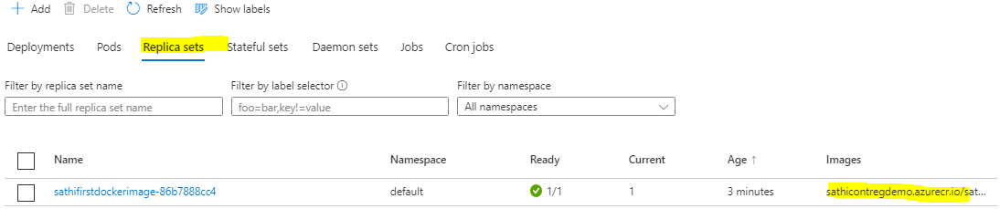 Add Delete Refresh Show labels
Deployments Pods Replica sets Stateful sets Daemon sets Jobs Cron jobs
Filter by replica set name Filter by label selector Filter by namespace
Enter the full replica set name foo=bar,key!=value All namespaces
Name Namespace Ready Current Age ↑ Images
sathifirstdockerimage-86b7888cc4 default 1/1 1 3 minutes sathicontregdemo.azurecr.io/sat...